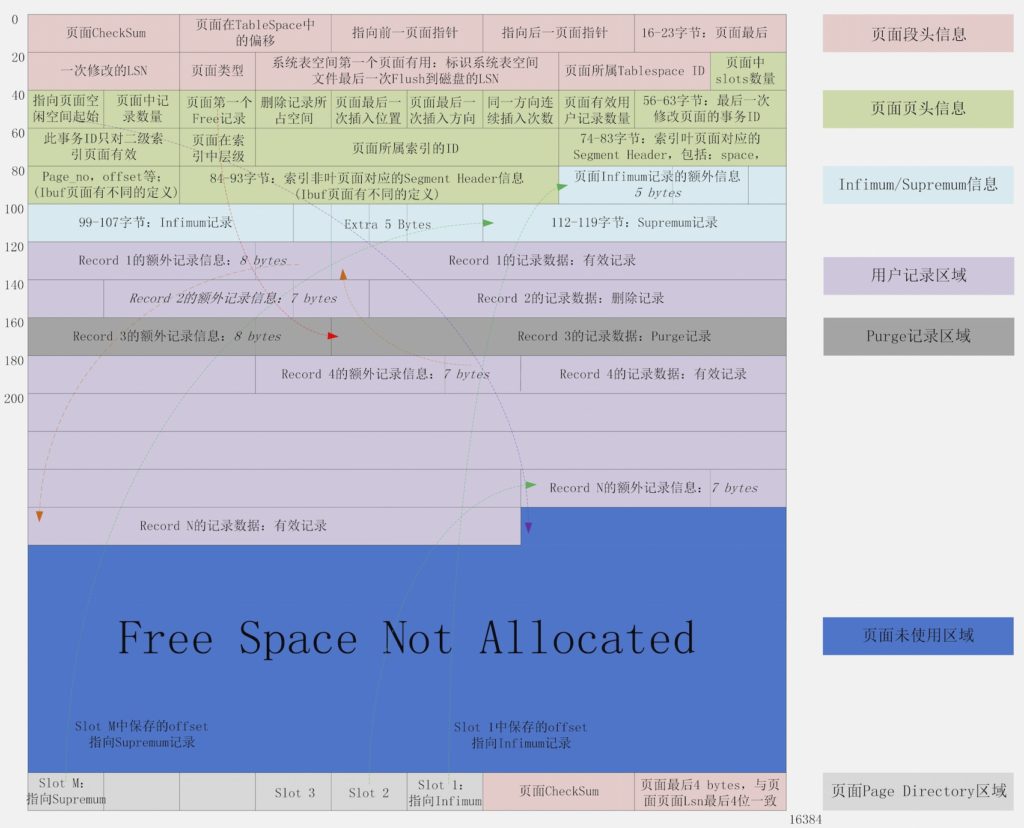 0
页面CheckSum
页面在TableSpace中
的偏移
指向前一页面指针
指向后一页面指针
16-23字节：页面最后
页面段头信息
20
一次修改的LSN
页面类型
系统表空间第一个页面有用；标识系统表空间
文件最后一次Flush到磁盘的LSN
页面所属Tablespace ID
页面中
slots数量
40
指向页面空
闲空间起始
页面中记
录数量
页面第一个
Free记录
删除记录所
占空间
页面最后一
次插入位置
页面最后一
次插入方向
同一方向连
续插入次数
页面有效用
户记录数量
56-63字节：最后一次
修改页面的事务ID
页面页头信息
60
此事务ID只对二级索
引页面有效
页面在索
引中层级
页面所属索引的ID
74-83字节：索引叶页面对应的
Segment Header，包括：space，
80
Page_no，offset等；
(Ibuf页面有不同的定义)
84-93字节：索引非叶页面对应的Segment Header信息
(Ibuf页面有不同的定义)
页面Infimum记录的额外信息
5 bytes
Infimum/Supremum信息
100
99-107字节：Infimum记录
Extra 5 Bytes
112-119字节：Supremum记录
120
Record 1的额外记录信息：8 bytes
Record 1的记录数据：有效记录
用户记录区域
140
Record 2的额外记录信息：7 bytes
Record 2的记录数据：删除记录
160
Record 3的额外记录信息：8 bytes
Record 3的记录数据：Purge记录
Purge记录区域
180
Record 4的额外记录信息：7 bytes
Record 4的记录数据：有效记录
200
Record N的额外记录信息：7 bytes
Record N的记录数据：有效记录
Free Space Not Allocated
页面未使用区域
Slot M中保存的offset
指向Supremum记录
Slot 1中保存的offset
指向Infimum记录
Slot M：
指向Supremum
Slot 3
Slot 2
Slot 1：
指向Infimum
页面CheckSum
页面最后4 bytes，与页
面页面Lsn最后4位一致
页面Page Directory区域
16384